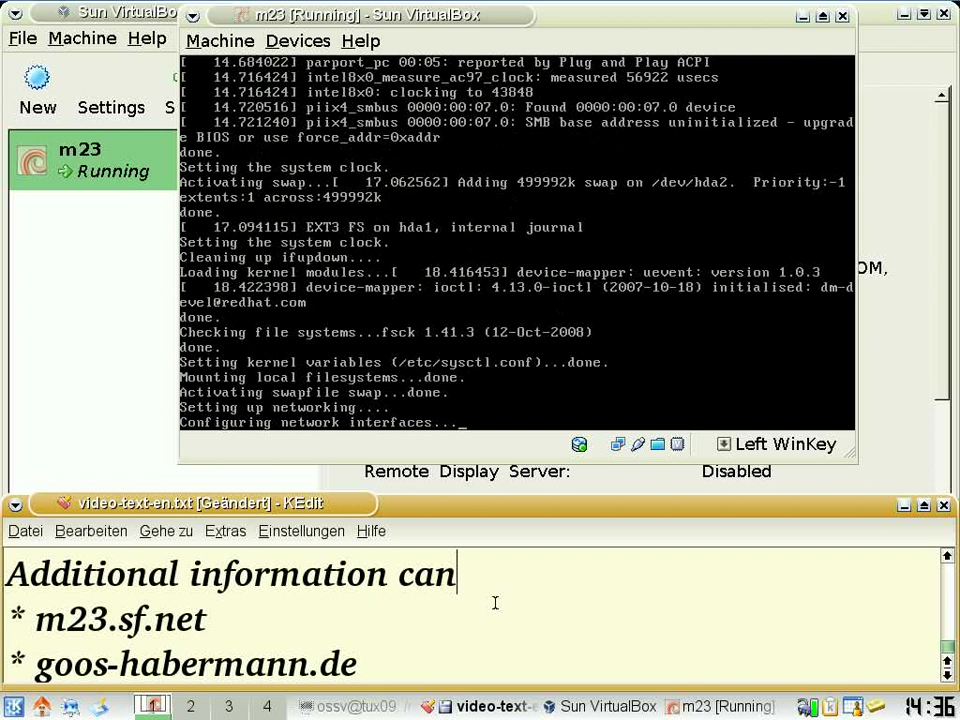 Sun VirtualBo
m23 [Running] - Sun VirtualBox
File Machine Help
Machine Devices Help
New Settings S
m23
Running
[   14.684022] parport_pc 00:05: reported by Plug and Play ACPI
[   14.716424] intel8x0_measure_ac97_clock: measured 56922 usecs
[   14.716424] intel8x0: clocking to 43848
[   14.720516] piix4_smbus 0000:00:07.0: Found 0000:00:07.0 device
[   14.721240] piix4_smbus 0000:00:07.0: SMB base address uninitialized - upgrad
e BIOS or use force_addr=0xaddr
done.
Setting the system clock.
Activating swap...[   17.062562] Adding 499992k swap on /dev/hda2.  Priority:-1
extents:1 across:499992k
done.
[   17.094115] EXT3 FS on hda1, internal journal
Setting the system clock.
Cleaning up ifupdown....
Loading kernel modules...[   18.416453] device-mapper: uevent: version 1.0.3
[   18.422398] device-mapper: ioctl: 4.13.0-ioctl (2007-10-18) initialised: dm-d
evel@redhat.com
done.
Checking file systems...fsck 1.41.3 (12-Oct-2008)
done.
Setting kernel variables (/etc/sysctl.conf)...done.
Mounting local filesystems...done.
Activating swapfile swap...done.
Setting up networking....
Configuring network interfaces..._
OM,
Left WinKey
Remote Display Server: Disabled
video-text-en.txt [Geändert] - KEdit
Datei Bearbeiten Gehe zu Extras Einstellungen Hilfe
Additional information can
* m23.sf.net
* goos-habermann.de
1 2 3 4 ossv@tux09 video-text-e Sun VirtualBox m23 [Running] 14:36